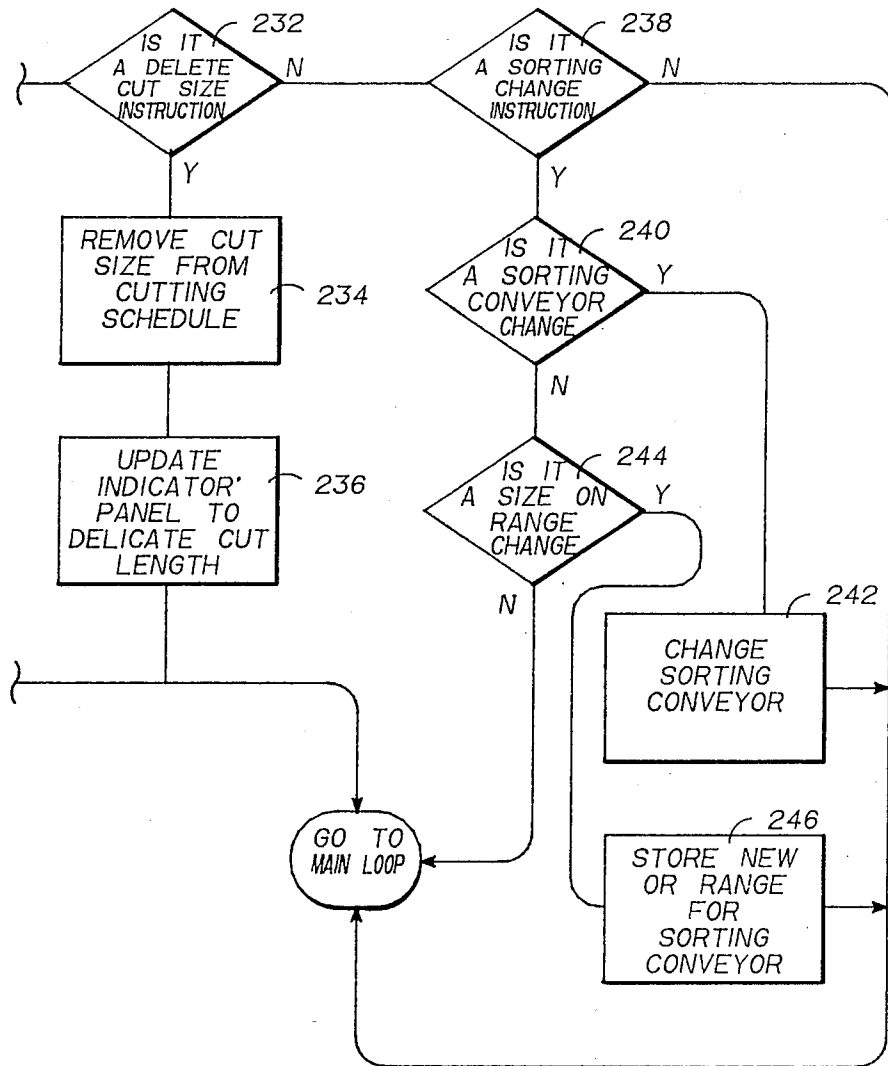 IS IT
A DELETE
CUT SIZE
INSTRUCTION
232
N
Y
REMOVE CUT
SIZE FROM
CUTTING
SCHEDULE
234
UPDATE
INDICATOR'
PANEL TO
DELICATE CUT
LENGTH
236
IS IT
A SORTING
CHANGE
INSTRUCTION
238
N
Y
IS IT
A SORTING
CONVEYOR
CHANGE
240
Y
N
IS IT
A SIZE ON
RANGE
CHANGE
244
Y
N
CHANGE
SORTING
CONVEYOR
242
STORE NEW
OR RANGE
FOR
SORTING
CONVEYOR
246
GO TO
MAIN LOOP